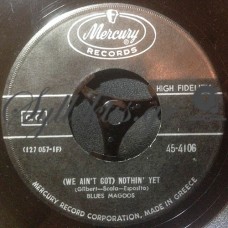 Mercury
RECORDS
HIGH FIDELITY
(WE AIN'T GOT) NOTHIN' YET
(Gilbert-Scala-Esposito)
(127 057-1F)
45-4106
BLUES MAGOOS
MERCURY RECORD CORPORATION, MADE IN GREECE